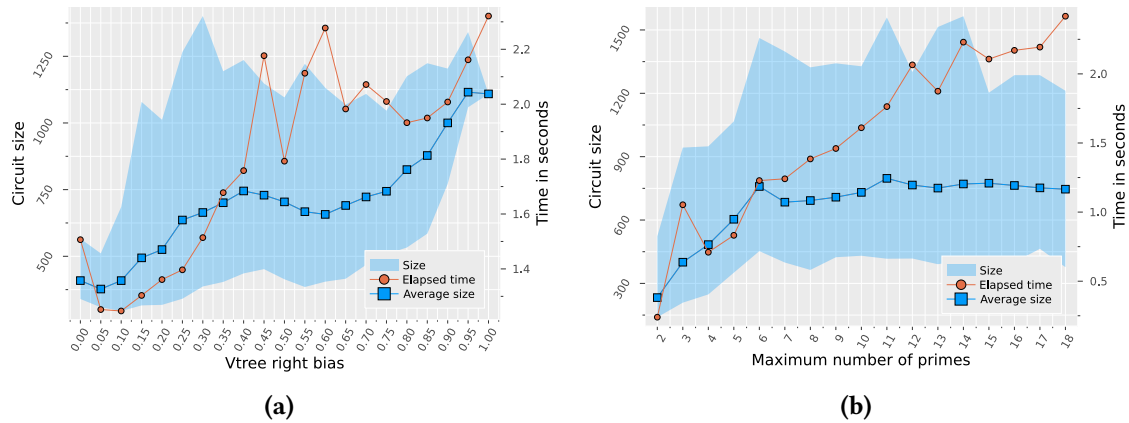 Circuit size
1250
1000
750
500
2.2
2.0
1.8
1.6
1.4
Time in seconds
Size
Elapsed time
Average size
0.00 0.05 0.10 0.15 0.20 0.25 0.30 0.35 0.40 0.45 0.50 0.55 0.60 0.65 0.70 0.75 0.80 0.85 0.90 0.95 1.00
Vtree right bias
(a)
Circuit size
1500
1200
900
600
300
2.0
1.5
1.0
0.5
Time in seconds
Size
Elapsed time
Average size
2 3 4 5 6 7 8 9 10 11 12 13 14 15 16 17 18
Maximum number of primes
(b)